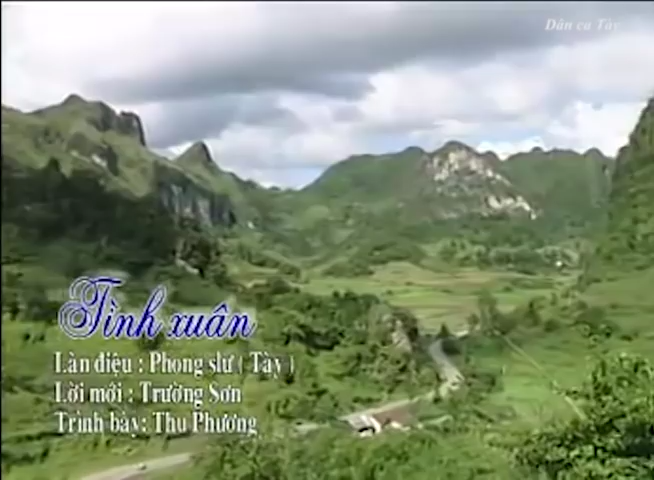 Dân ca Tày
Tình xuân
Làn điệu : Phong slư ( Tày )
Lời mới : Trường Sơn
Trình bày: Thu Phương